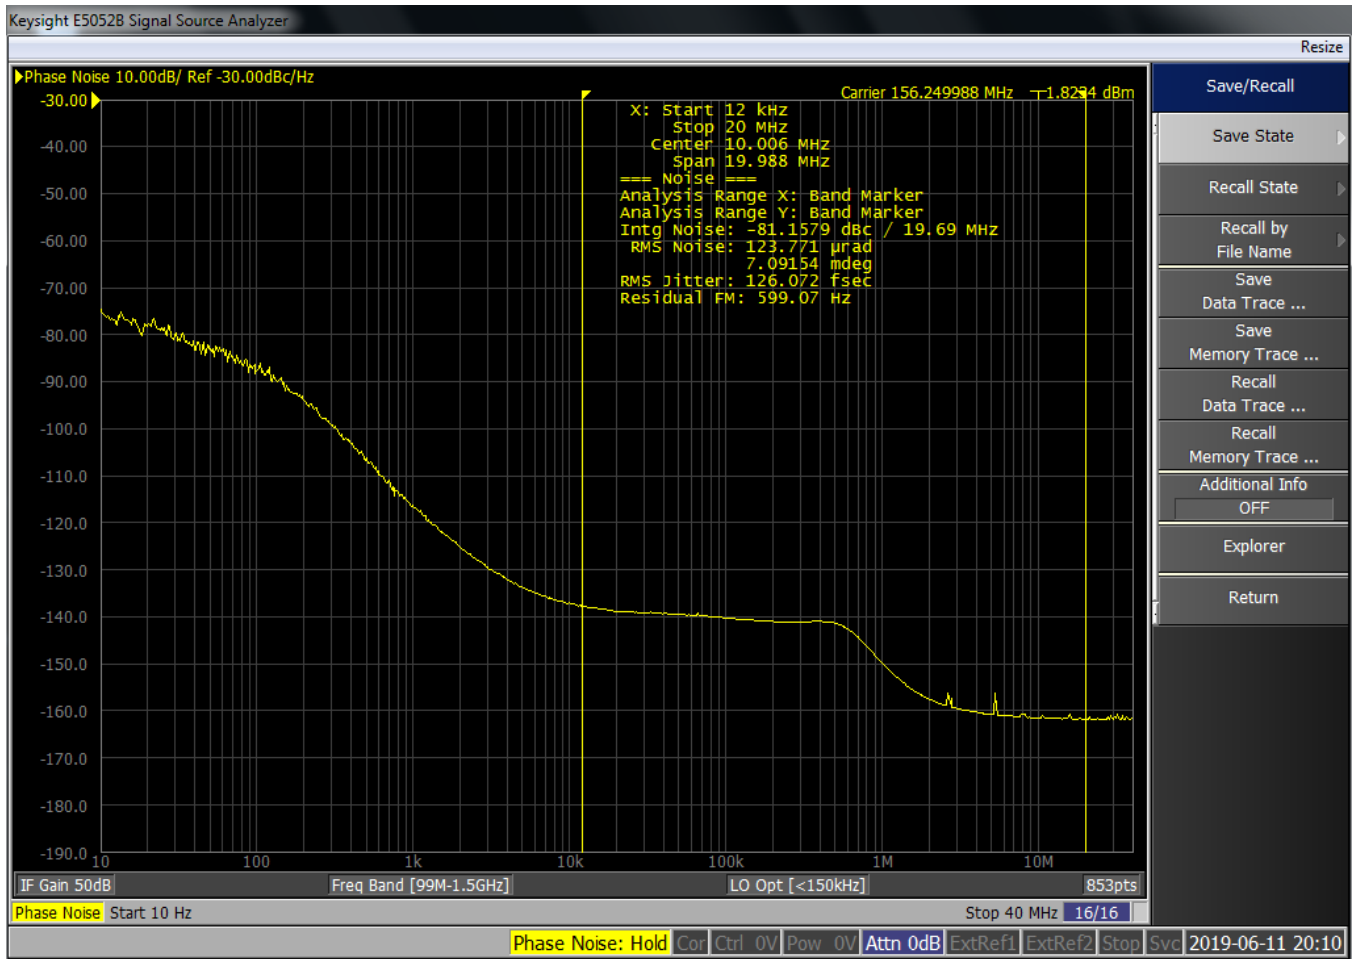 Keysight E5052B Signal Source Analyzer
Resize
Phase Noise 10.00dB/ Ref -30.00dBc/Hz
Carrier 156.249988 MHz
dBm
X: Start 12 kHz
Stop 20 MHz
Center 10.006 MHz
Span 19.988 MHz
=== Noise ===
Analysis Range X: Band Marker
Analysis Range Y: Band Marker
Intg Noise: -81.1579 dBc / 19.69 MHz
RMS Noise: 123.771 µrad
7.09154 mdeg
RMS Jitter: 126.072 fsec
Residual FM: 599.07 Hz
-30.00
-40.00
-50.00
-60.00
-70.00
-80.00
-90.00
-100.0
-110.0
-120.0
-130.0
-140.0
-150.0
-160.0
-170.0
-180.0
-190.0
10 100 1k 10k 100k 1M 10M
IF Gain 50dB Freq Band [99M-1.5GHz] LO Opt [<150kHz] 853pts
Phase Noise Start 10 Hz Stop 40 MHz 16/16
Phase Noise: Hold Cor Ctrl 0V Pow 0V Attn 0dB ExtRef1 ExtRef2 Stop Svc 2019-06-11 20:10
Save/Recall
Save State
Recall State
Recall by
File Name
Save
Data Trace ...
Save
Memory Trace ...
Recall
Data Trace ...
Recall
Memory Trace ...
Additional Info
OFF
Explorer
Return